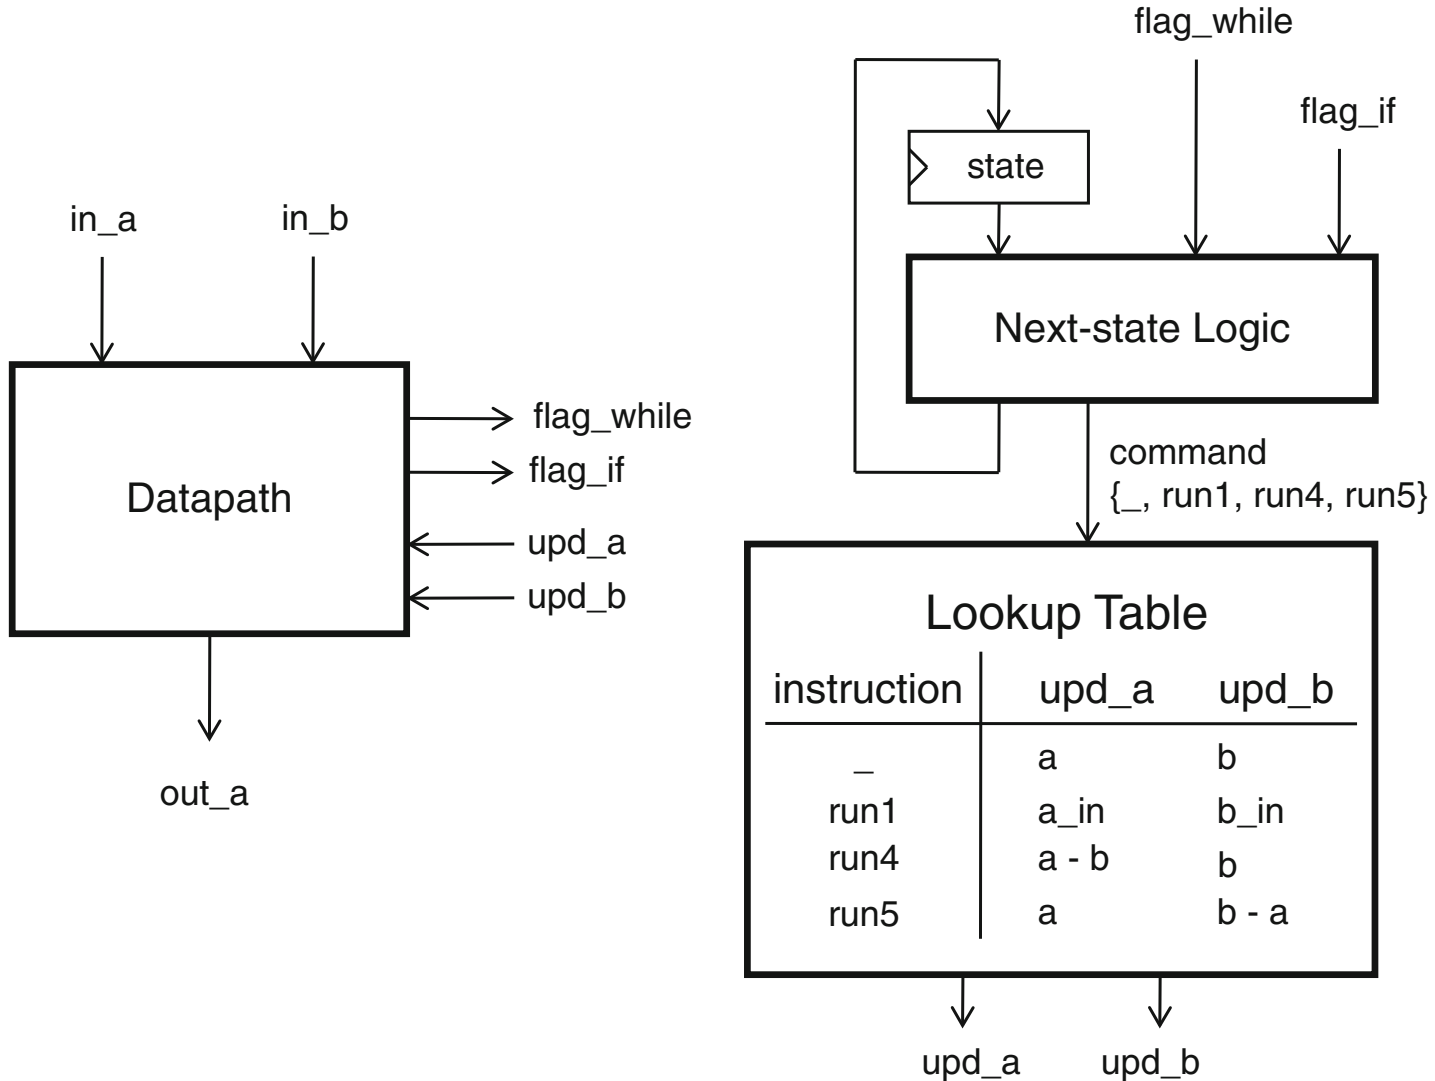 flag_while
flag_if
state
in_a in_b
Next-state Logic
flag_while
flag_if
Datapath
upd_a
upd_b
command
{_, run1, run4, run5}
out_a
Lookup Table
instruction upd_a upd_b
_ a b
run1 a_in b_in
run4 a - b b
run5 a b - a
upd_a upd_b